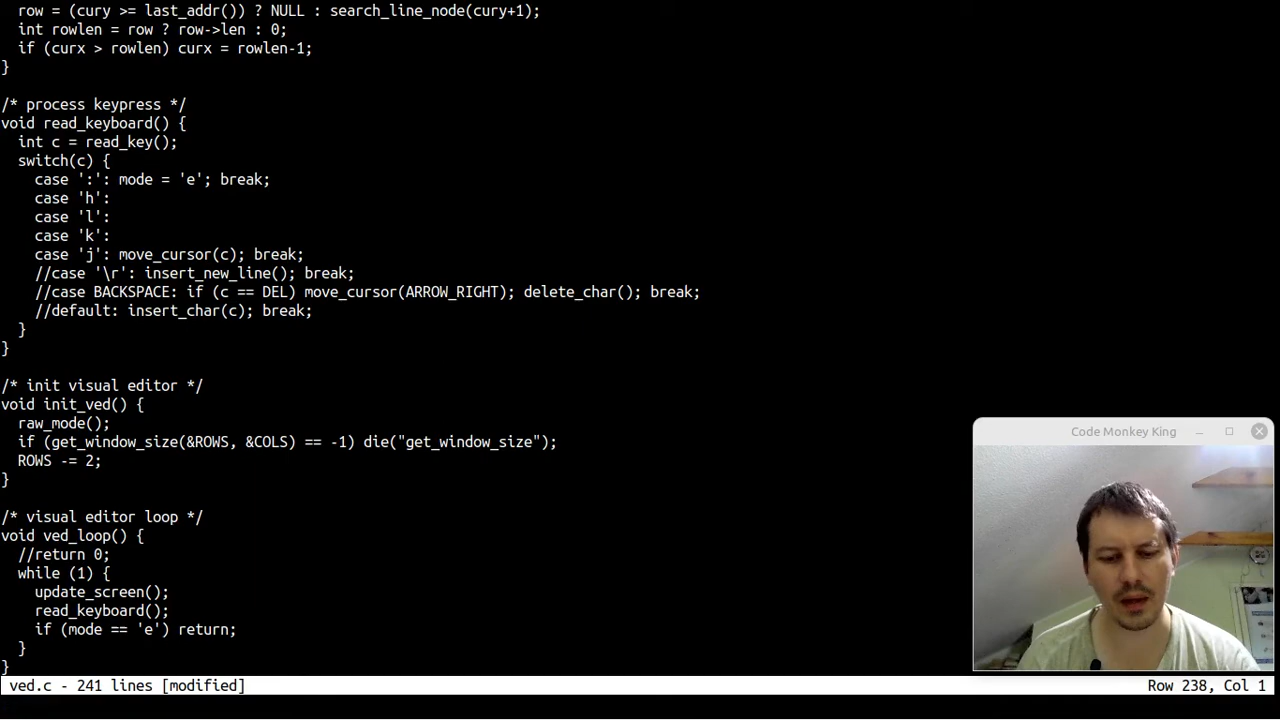 row = (cury >= last_addr()) ? NULL : search_line_node(cury+1);
int rowlen = row ? row->len : 0;
if (curx > rowlen) curx = rowlen-1;
}
/* process keypress */
void read_keyboard() {
int c = read_key();
switch(c) {
case ':': mode = 'e'; break;
case 'h':
case 'l':
case 'k':
case 'j': move_cursor(c); break;
//case '\r': insert_new_line(); break;
//case BACKSPACE: if (c == DEL) move_cursor(ARROW_RIGHT); delete_char(); break;
//default: insert_char(c); break;
}
}
/* init visual editor */
void init_ved() {
raw_mode();
if (get_window_size(&ROWS, &COLS) == -1) die("get_window_size");
ROWS -= 2;
}
/* visual editor loop */
void ved_loop() {
//return 0;
while (1) {
update_screen();
read_keyboard();
if (mode == 'e') return;
}
}
ved.c - 241 lines [modified] Row 238, Col 1
Code Monkey King